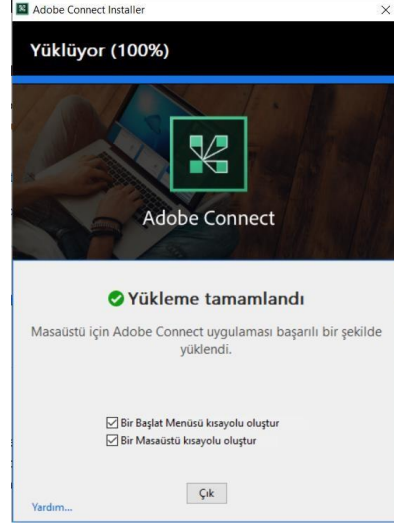 Adobe Connect Installer
Yüklüyor (100%)
Adobe Connect
Yükleme tamamlandı
Masaüstü için Adobe Connect uygulaması başarılı bir şekilde
yüklendi.
Bir Başlat Menüsü kısayolu oluştur
Bir Masaüstü kısayolu oluştur
Çık
Yardım...